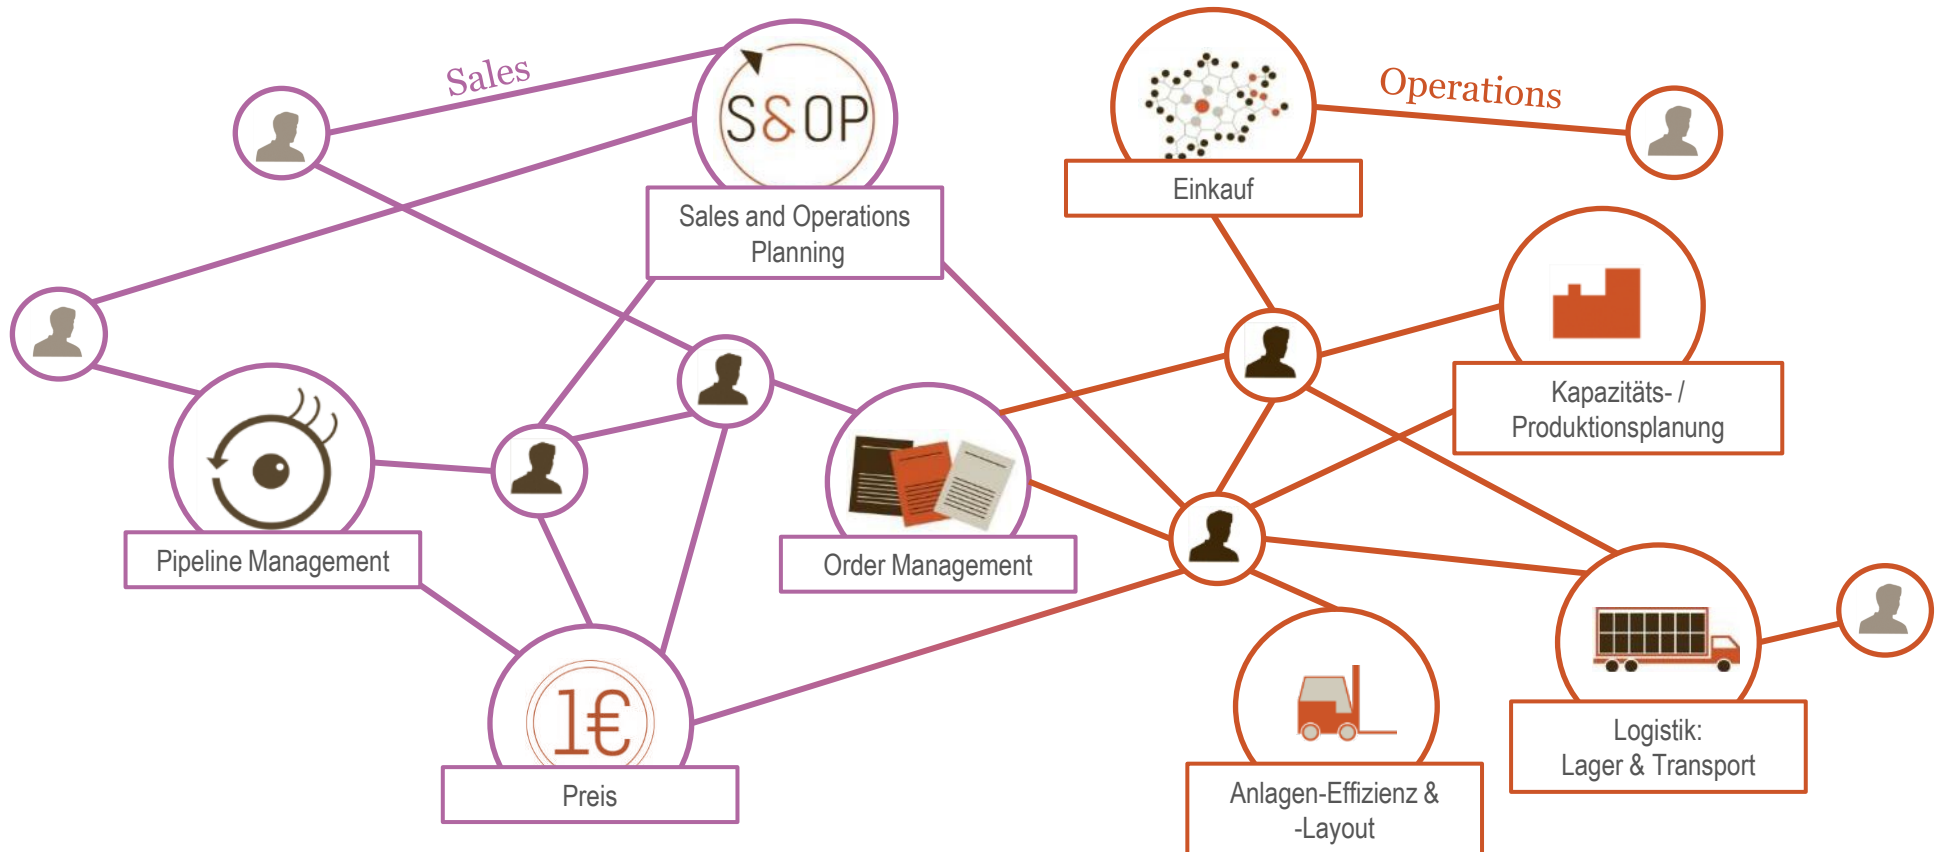 Sales
S&OP
Sales and Operations
Planning
Operations
Einkauf
Kapazitäts- /
Produktionsplanung
Pipeline Management
Order Management
1€
Preis
Anlagen-Effizienz &
-Layout
Logistik:
Lager & Transport